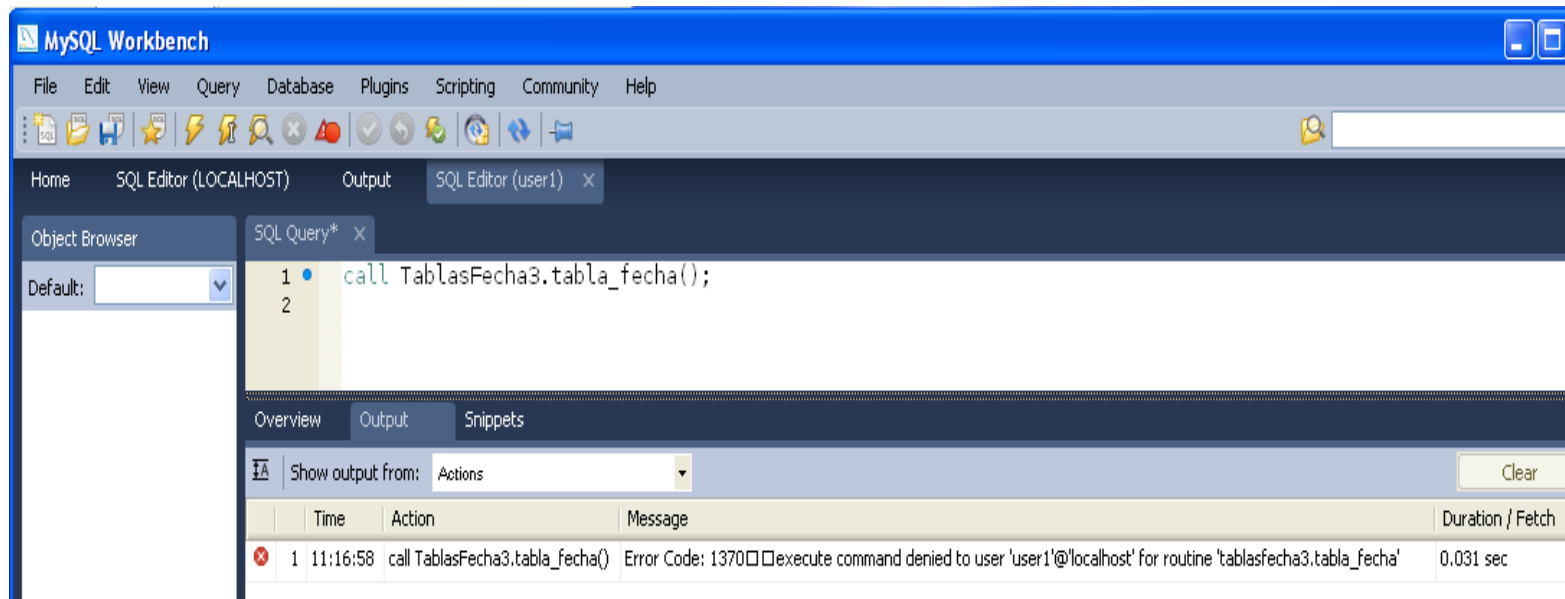 MySQL Workbench
File Edit View Query Database Plugins Scripting Community Help
Home SQL Editor (LOCALHOST) Output SQL Editor (user1) ×
Object Browser
SQL Query* ×
Default:
1 call TablasFecha3.tabla_fecha();
2
Overview Output Snippets
Show output from: Actions Clear
Time Action Message Duration / Fetch
1 11:16:58 call TablasFecha3.tabla_fecha() Error Code: 1370□□execute command denied to user 'user1'@'localhost' for routine 'tablasfecha3.tabla_fecha' 0.031 sec